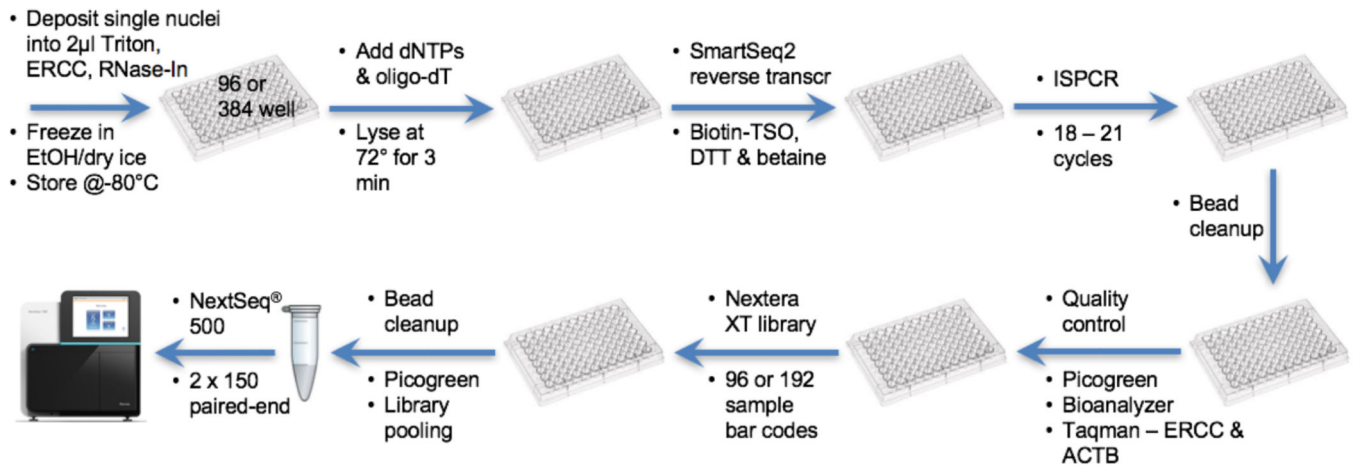 • Deposit single nuclei
into 2µl Triton,
ERCC, RNase-In
• Freeze in
EtOH/dry ice
• Store @-80°C
96 or
384 well
• Add dNTPs
& oligo-dT
• Lyse at
72° for 3
min
• SmartSeq2
reverse transcr
• Biotin-TSO,
DTT & betaine
• ISPCR
• 18 – 21
cycles
• Bead
cleanup
• Quality
control
• Picogreen
• Bioanalyzer
• Taqman – ERCC &
ACTB
• Nextera
XT library
• 96 or 192
sample
bar codes
• Bead
cleanup
• Picogreen
• Library
pooling
• NextSeq®
500
• 2 x 150
paired-end